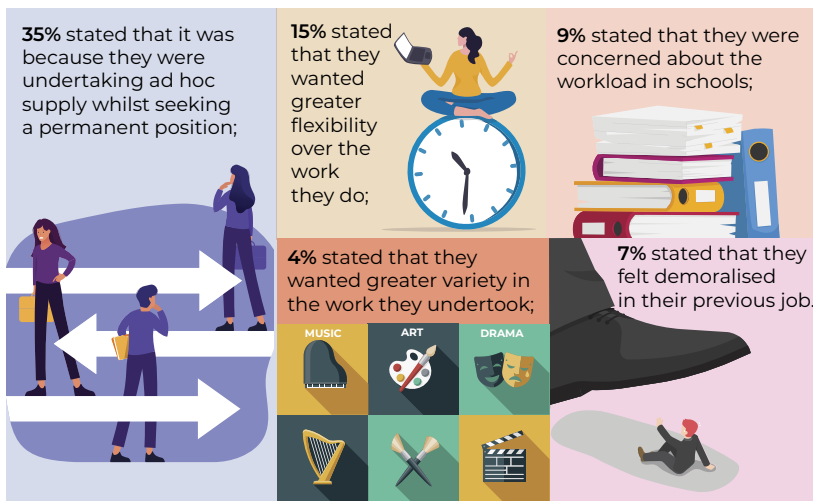 35% stated that it was
because they were
undertaking ad hoc
supply whilst seeking
a permanent position;
15% stated
that they
wanted
greater
flexibility
over the
work
they do;
9% stated that they were
concerned about the
workload in schools;
4% stated that they
wanted greater variety in
the work they undertook;
MUSIC
ART
DRAMA
7% stated that they
felt demoralised
in their previous job.